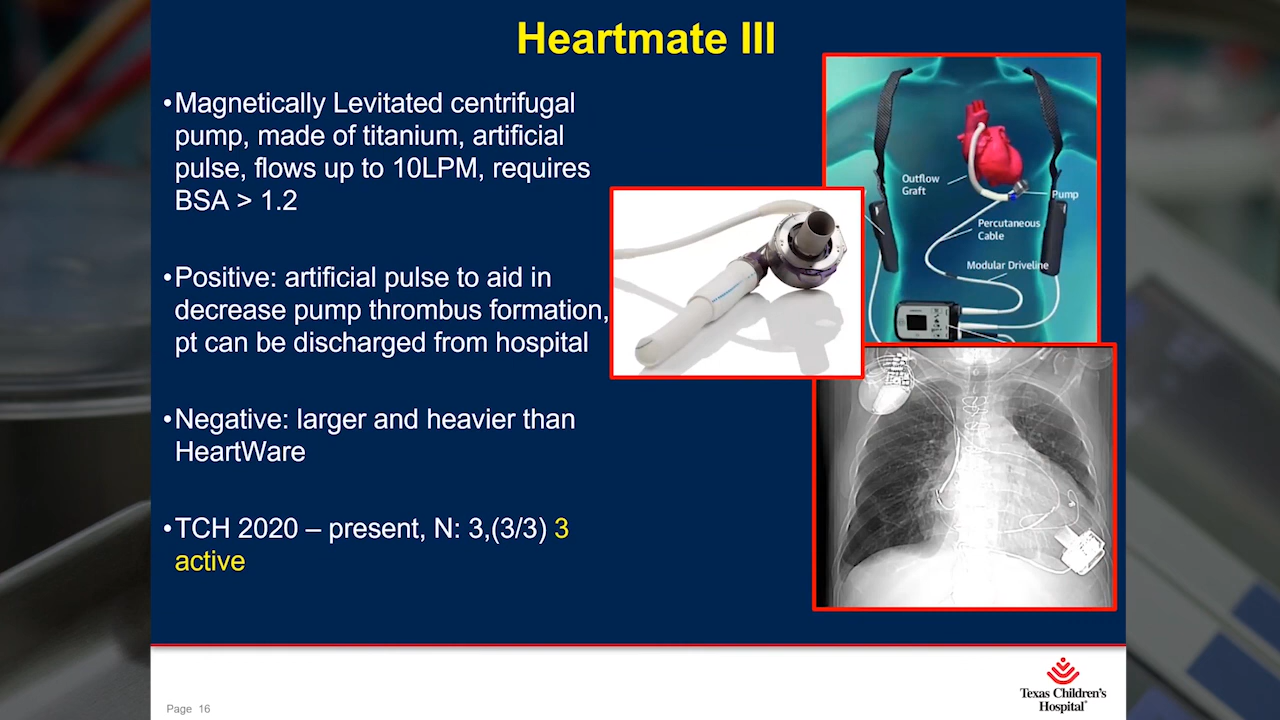 Heartmate III
•Magnetically Levitated centrifugal
pump, made of titanium, artificial
pulse, flows up to 10LPM, requires
BSA > 1.2
•Positive: artificial pulse to aid in
decrease pump thrombus formation,
pt can be discharged from hospital
•Negative: larger and heavier than
HeartWare
•TCH 2020 – present, N: 3,(3/3) 3
active
Outflow
Graft
Pump
Percutaneous
Cable
Modular Driveline
Page 16
Texas Children's
Hospital